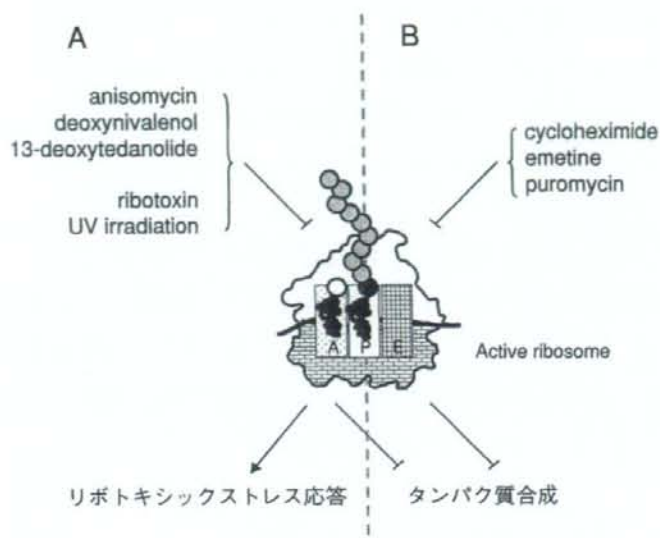 A
B
anisomycin
deoxynivalenol
13-deoxytedanolide
ribotoxin
UV irradiation
cycloheximide
emetine
puromycin
A
P
E
Active ribosome
リボトキシックストレス応答
タンパク質合成